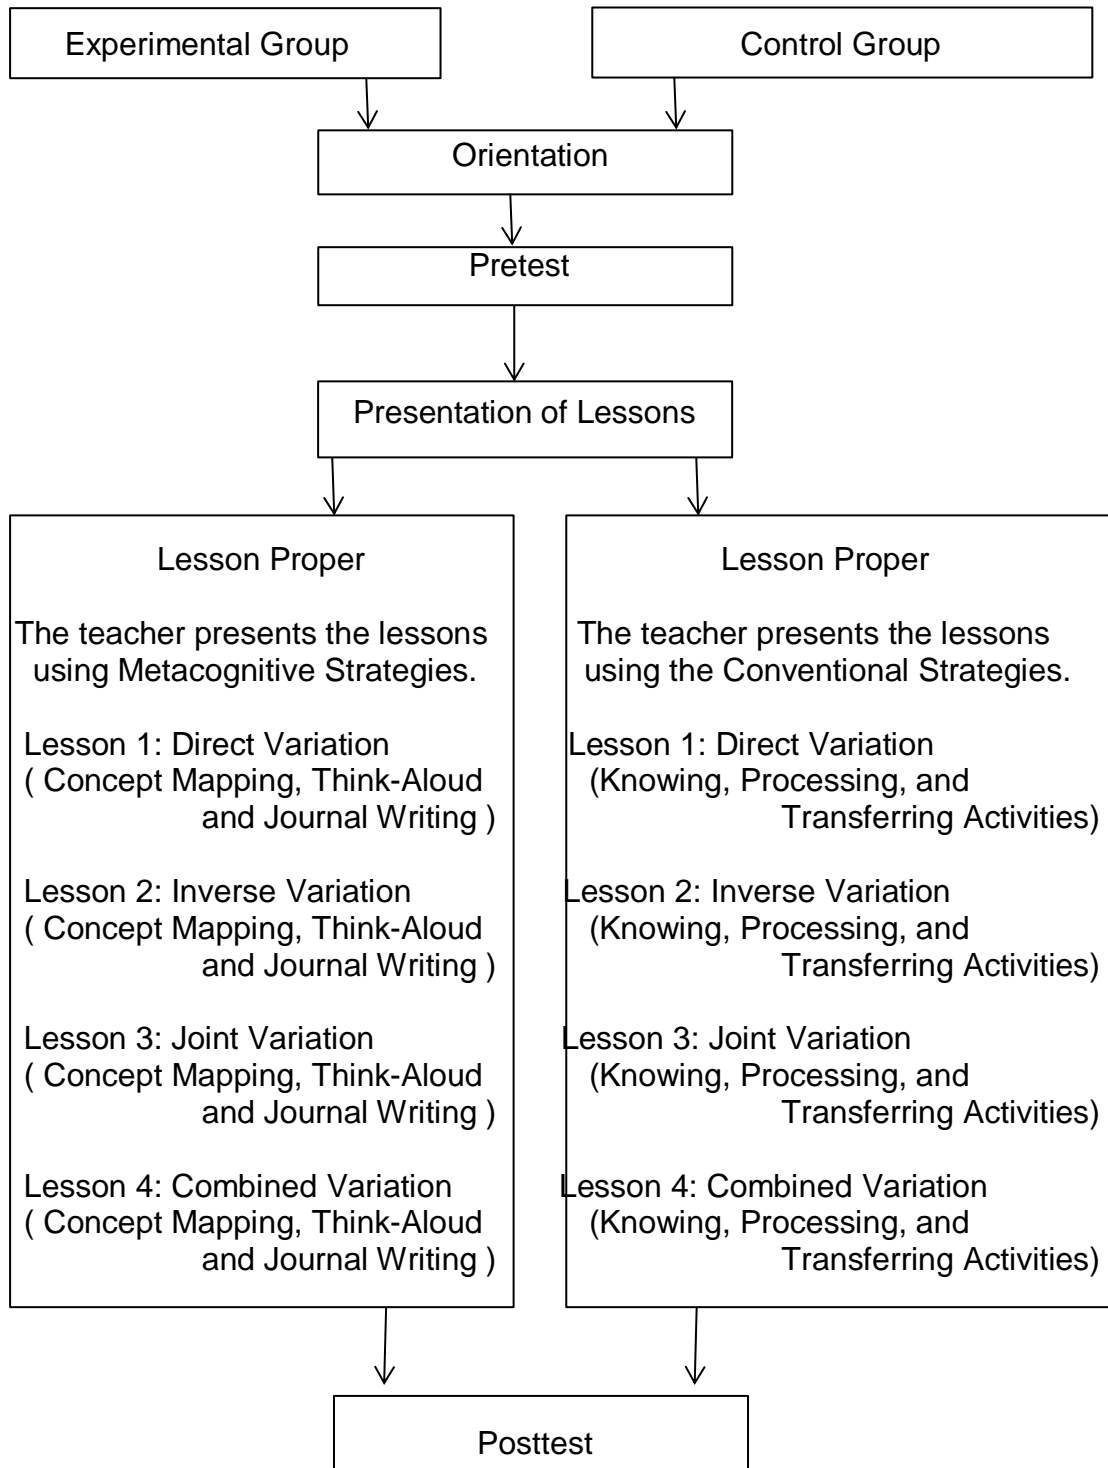 Experimental Group
Control Group
Orientation
Pretest
Presentation of Lessons
Lesson Proper
The teacher presents the lessons
using Metacognitive Strategies.
Lesson 1: Direct Variation
( Concept Mapping, Think-Aloud
and Journal Writing )
Lesson 2: Inverse Variation
( Concept Mapping, Think-Aloud
and Journal Writing )
Lesson 3: Joint Variation
( Concept Mapping, Think-Aloud
and Journal Writing )
Lesson 4: Combined Variation
( Concept Mapping, Think-Aloud
and Journal Writing )
Lesson Proper
The teacher presents the lessons
using the Conventional Strategies.
Lesson 1: Direct Variation
(Knowing, Processing, and
Transferring Activities)
Lesson 2: Inverse Variation
(Knowing, Processing, and
Transferring Activities)
Lesson 3: Joint Variation
(Knowing, Processing, and
Transferring Activities)
Lesson 4: Combined Variation
(Knowing, Processing, and
Transferring Activities)
Posttest